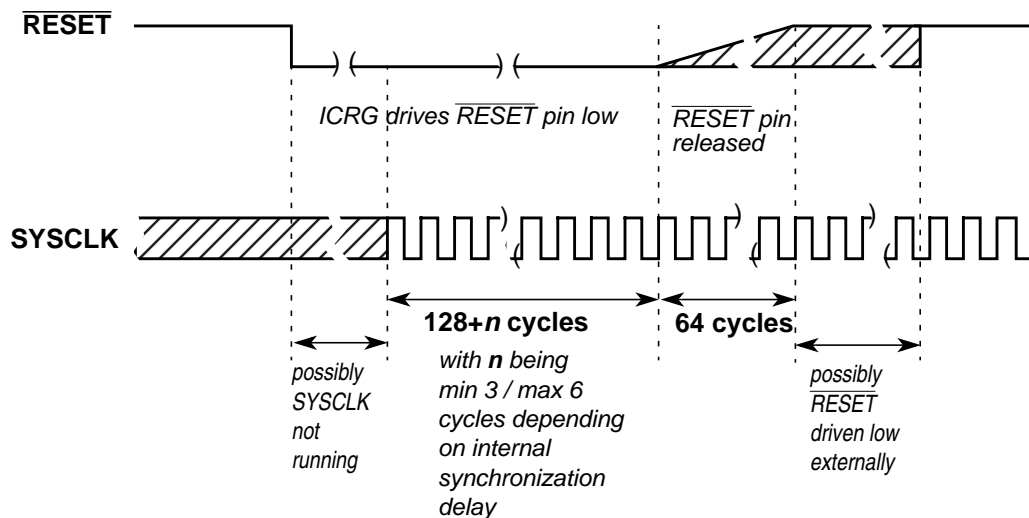 RESET
ICRG drives RESET pin low
RESET pin
released
SYSCLK
128+n cycles
with n being
min 3 / max 6
cycles depending
on internal
synchronization
delay
64 cycles
possibly
SYSCLK
not
running
possibly
RESET
driven low
externally